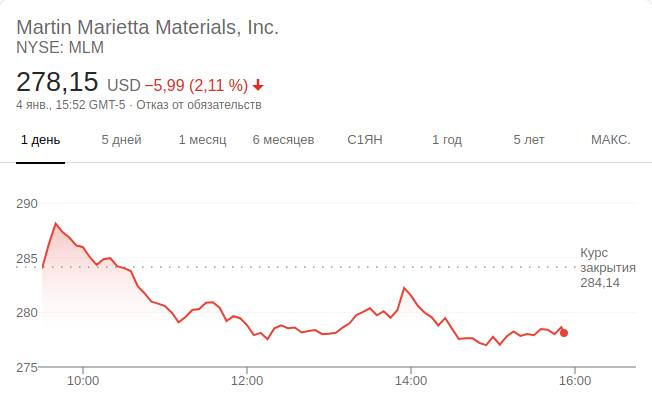 Martin Marietta Materials, Inc.
NYSE: MLM
278,15 USD −5,99 (2,11 %)
4 янв., 15:52 GMT-5 · Отказ от обязательств
1 день 5 дней 1 месяц 6 месяцев С1ЯН 1 год 5 лет МАКС.
290
285
280
275
Курс
закрытия
284,14
10:00 12:00 14:00 16:00